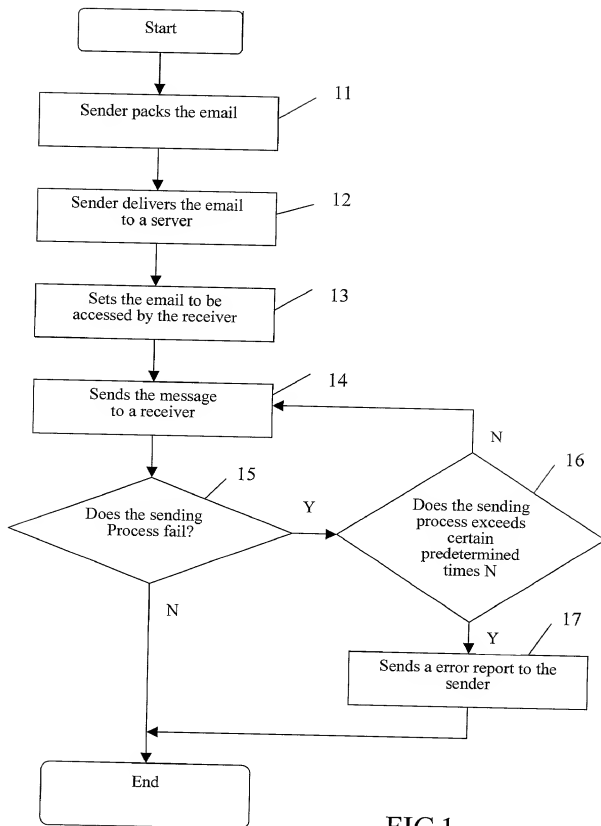 Start
Sender packs the email
11
Sender delivers the email
to a server
12
Sets the email to be
accessed by the receiver
13
Sends the message
to a receiver
14
N
15
16
Does the sending
Process fail?
Y
Does the sending
process exceeds
certain
predetermined
times N
N
Y
17
Sends a error report to the
sender
End
FIG.1